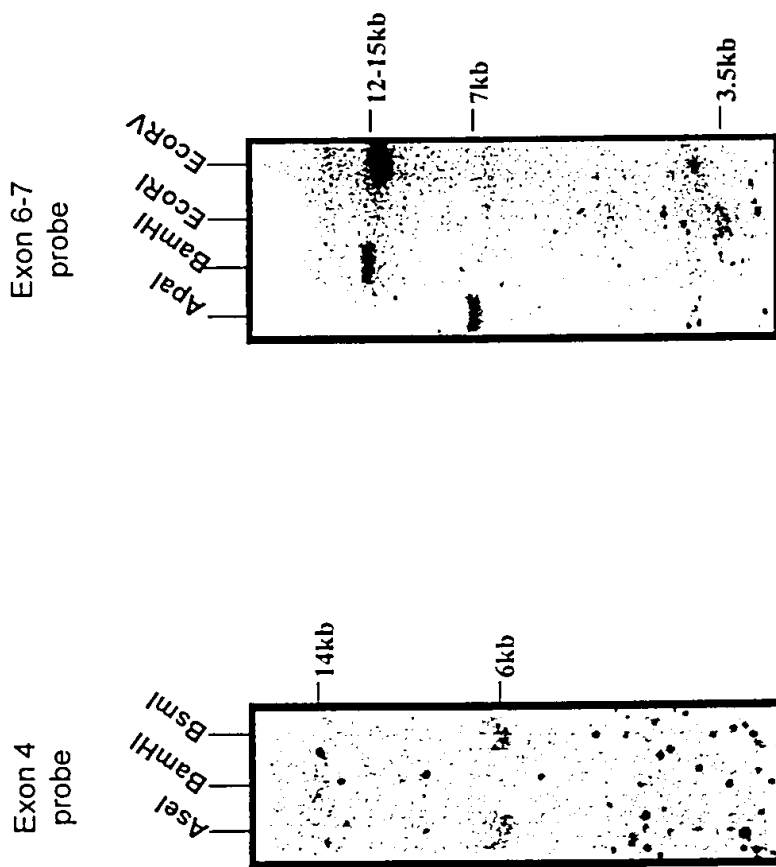 Exon 6-7
probe
ApaI
BamHI
EcoRI
EcoRV
12-15kb
7kb
3.5kb
Exon 4
probe
AseI
BamHI
BsmI
14kb
6kb